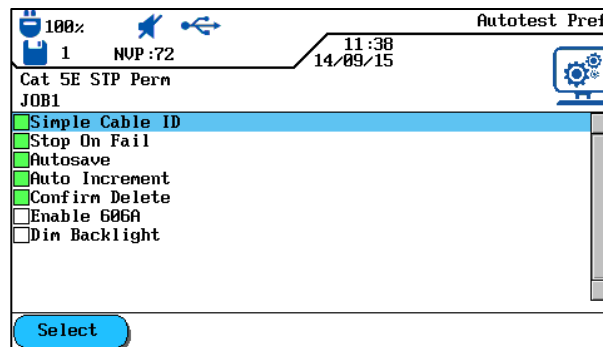 100%
Autotest Pref
1 NVP:72
11:38
14/09/15
Cat 5E STP Perm
JOB1
Simple Cable ID
Stop On Fail
Autosave
Auto Increment
Confirm Delete
Enable 606A
Dim Backlight
Select